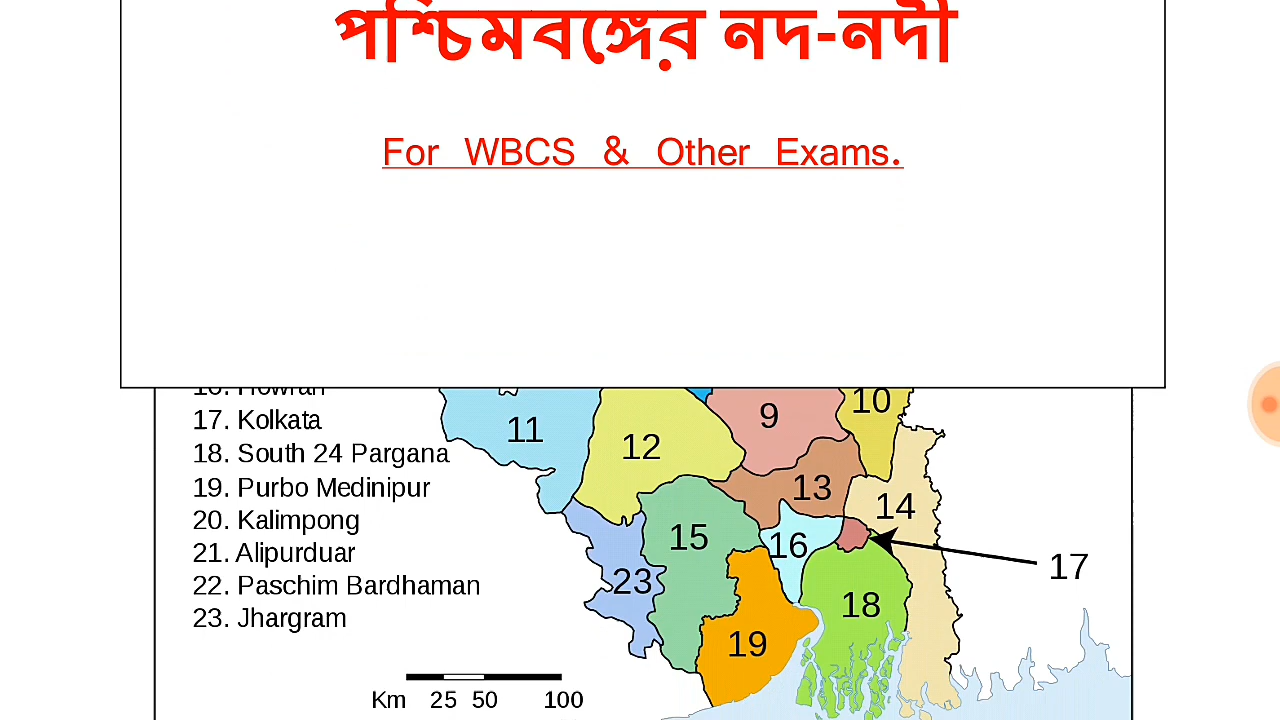 পশ্চিমবঙ্গের নদ-নদী
For WBCS & Other Exams.
17. Kolkata
18. South 24 Pargana
19. Purbo Medinipur
20. Kalimpong
21. Alipurduar
22. Paschim Bardhaman
23. Jhargram
9
10
11
12
13
14
15
16
17
18
19
23
Km 25 50 100